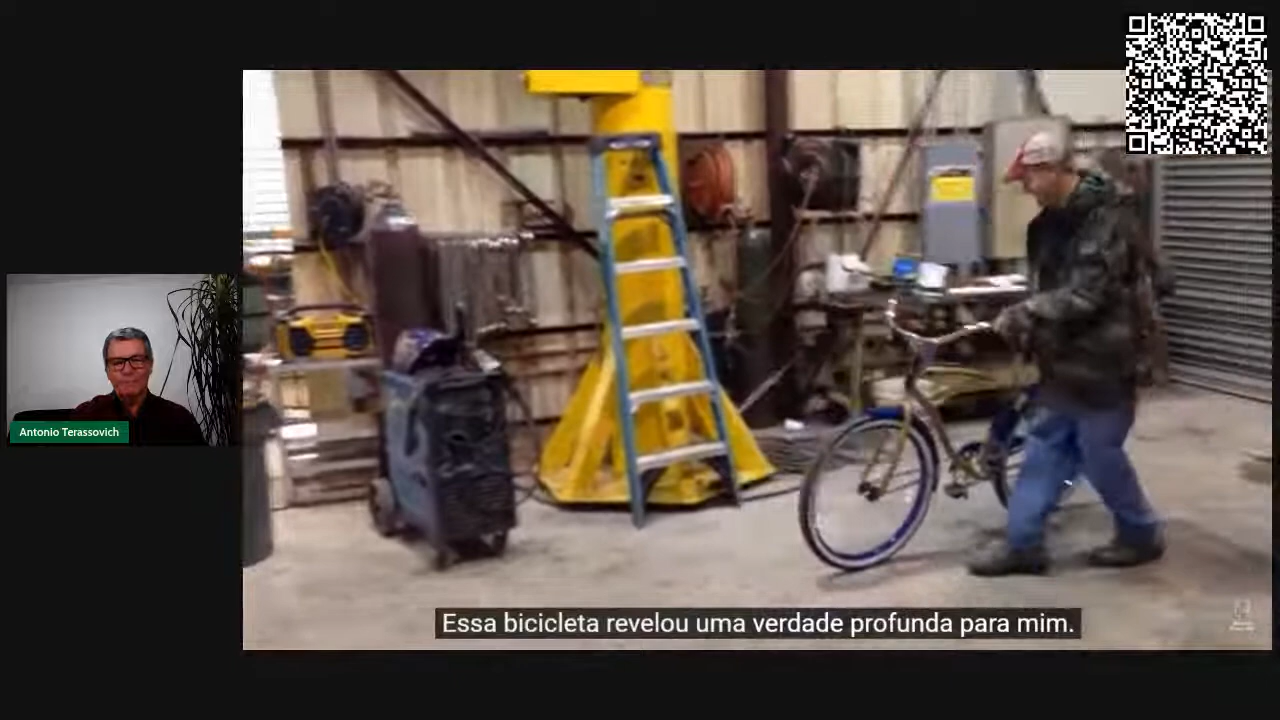 Antonio Terassovich
Essa bicicleta revelou uma verdade profunda para mim.